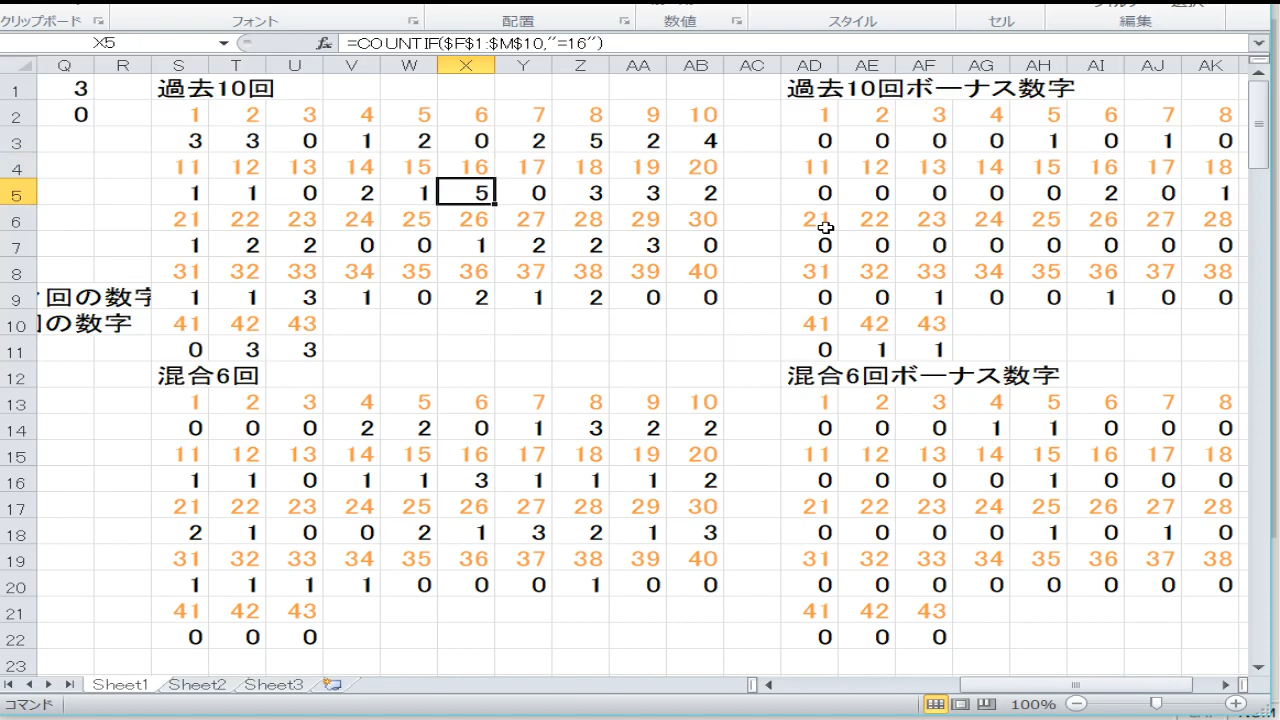 クリップボード フォント 配置 数値 スタイル セル 編集
X5 fx =COUNTIF($F$1:$M$10,"=16")
Q R S T U V W X Y Z AA AB AC AD AE AF AG AH AI AJ AK
1 3 過去10回 過去10回ボーナス数字
2 0 1 2 3 4 5 6 7 8 9 10 1 2 3 4 5 6 7 8
3 3 3 0 1 2 0 2 5 2 4 0 0 0 0 1 0 1 0
4 11 12 13 14 15 16 17 18 19 20 11 12 13 14 15 16 17 18
5 1 1 0 2 1 5 0 3 3 2 0 0 0 0 0 2 0 1
6 21 22 23 24 25 26 27 28 29 30 21 22 23 24 25 26 27 28
7 1 2 2 0 0 1 2 2 3 0 0 0 0 0 0 0 0 0
8 31 32 33 34 35 36 37 38 39 40 31 32 33 34 35 36 37 38
9 回の数字 1 1 3 1 0 2 1 2 0 0 0 0 1 0 0 1 0 0
10 回の数字 41 42 43 41 42 43
11 0 3 3 0 1 1
12 混合6回 混合6回ボーナス数字
13 1 2 3 4 5 6 7 8 9 10 1 2 3 4 5 6 7 8
14 0 0 0 2 2 0 1 3 2 2 0 0 0 1 1 0 0 0
15 11 12 13 14 15 16 17 18 19 20 11 12 13 14 15 16 17 18
16 1 1 0 1 1 3 1 1 1 2 0 0 0 0 1 0 0 0
17 21 22 23 24 25 26 27 28 29 30 21 22 23 24 25 26 27 28
18 2 1 0 0 2 1 3 2 1 3 0 0 0 0 1 0 1 0
19 31 32 33 34 35 36 37 38 39 40 31 32 33 34 35 36 37 38
20 1 1 1 1 0 0 0 1 0 0 0 0 0 0 0 0 0 0
21 41 42 43 41 42 43
22 0 0 0 0 0 0
23
Sheet1 Sheet2 Sheet3
コマンド 100%